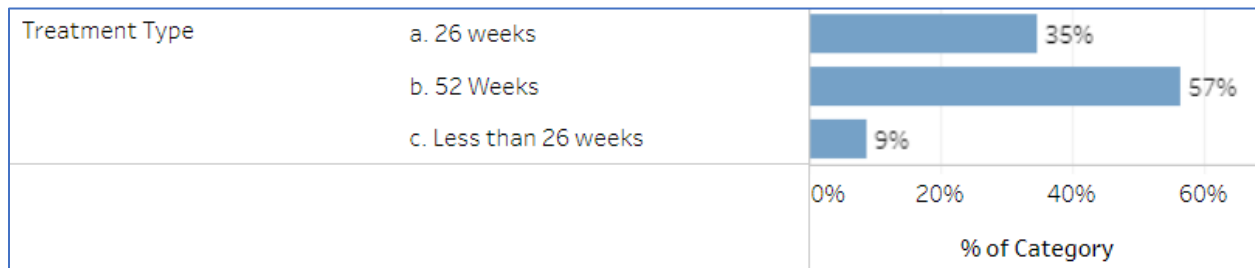 Treatment Type a. 26 weeks 35%
b. 52 Weeks 57%
c. Less than 26 weeks 9%
0% 20% 40% 60%
% of Category